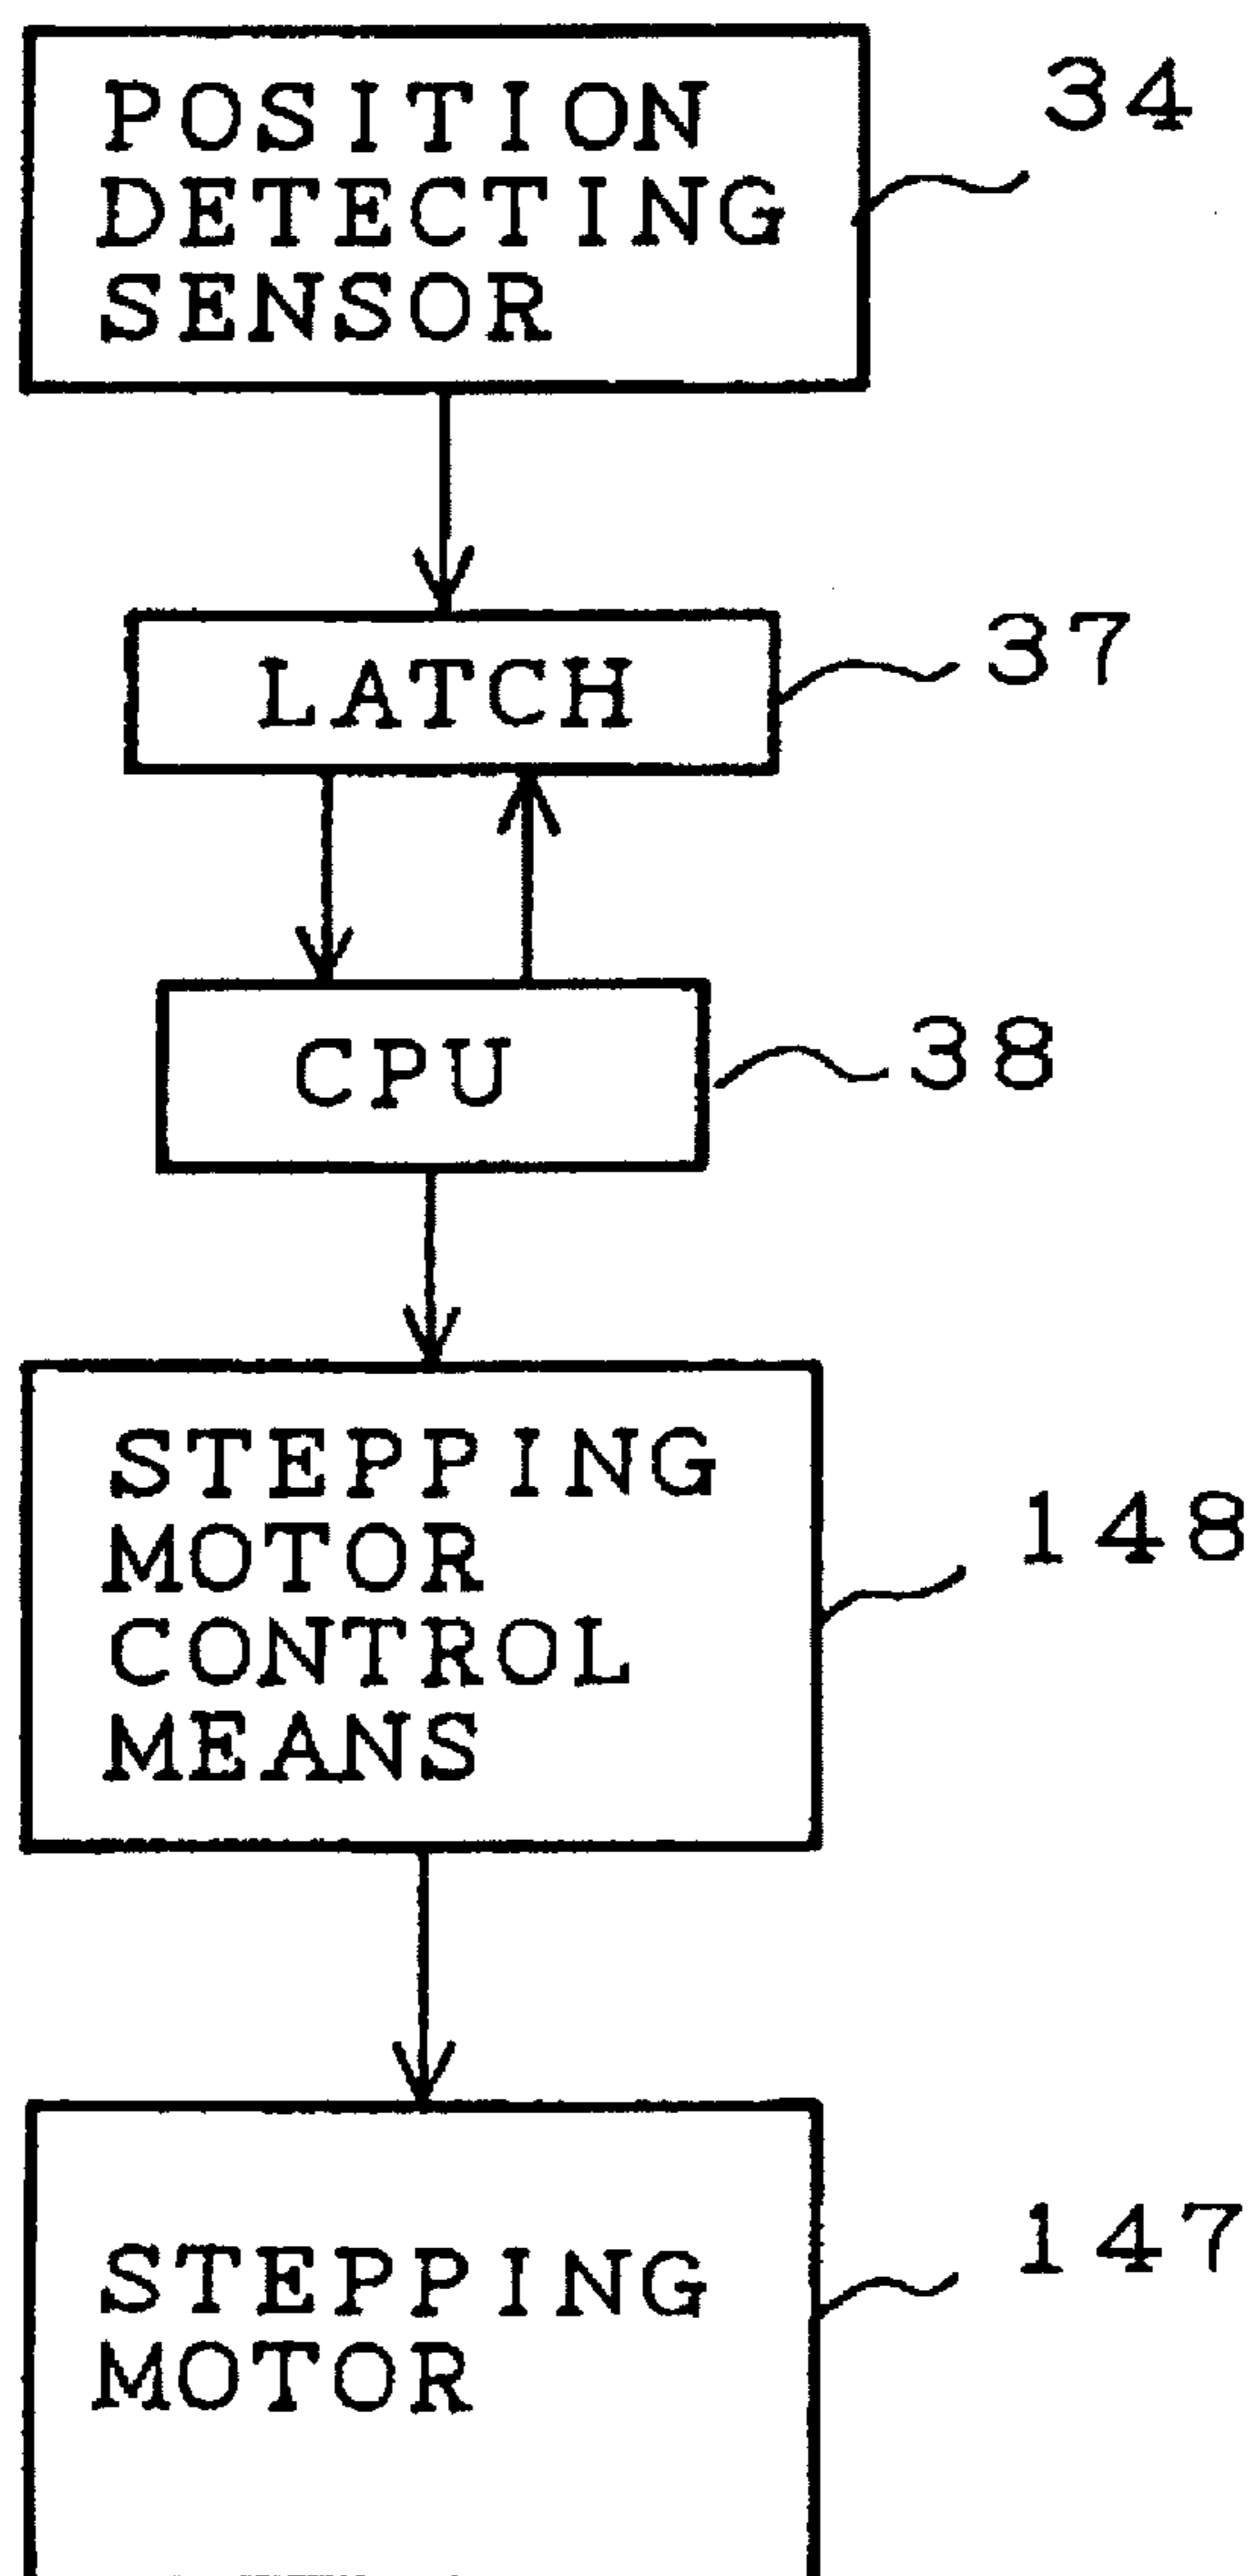 POSITION
DETECTING
SENSOR
34
LATCH
37
CPU
38
STEPPING
MOTOR
CONTROL
MEANS
148
STEPPING
MOTOR
147